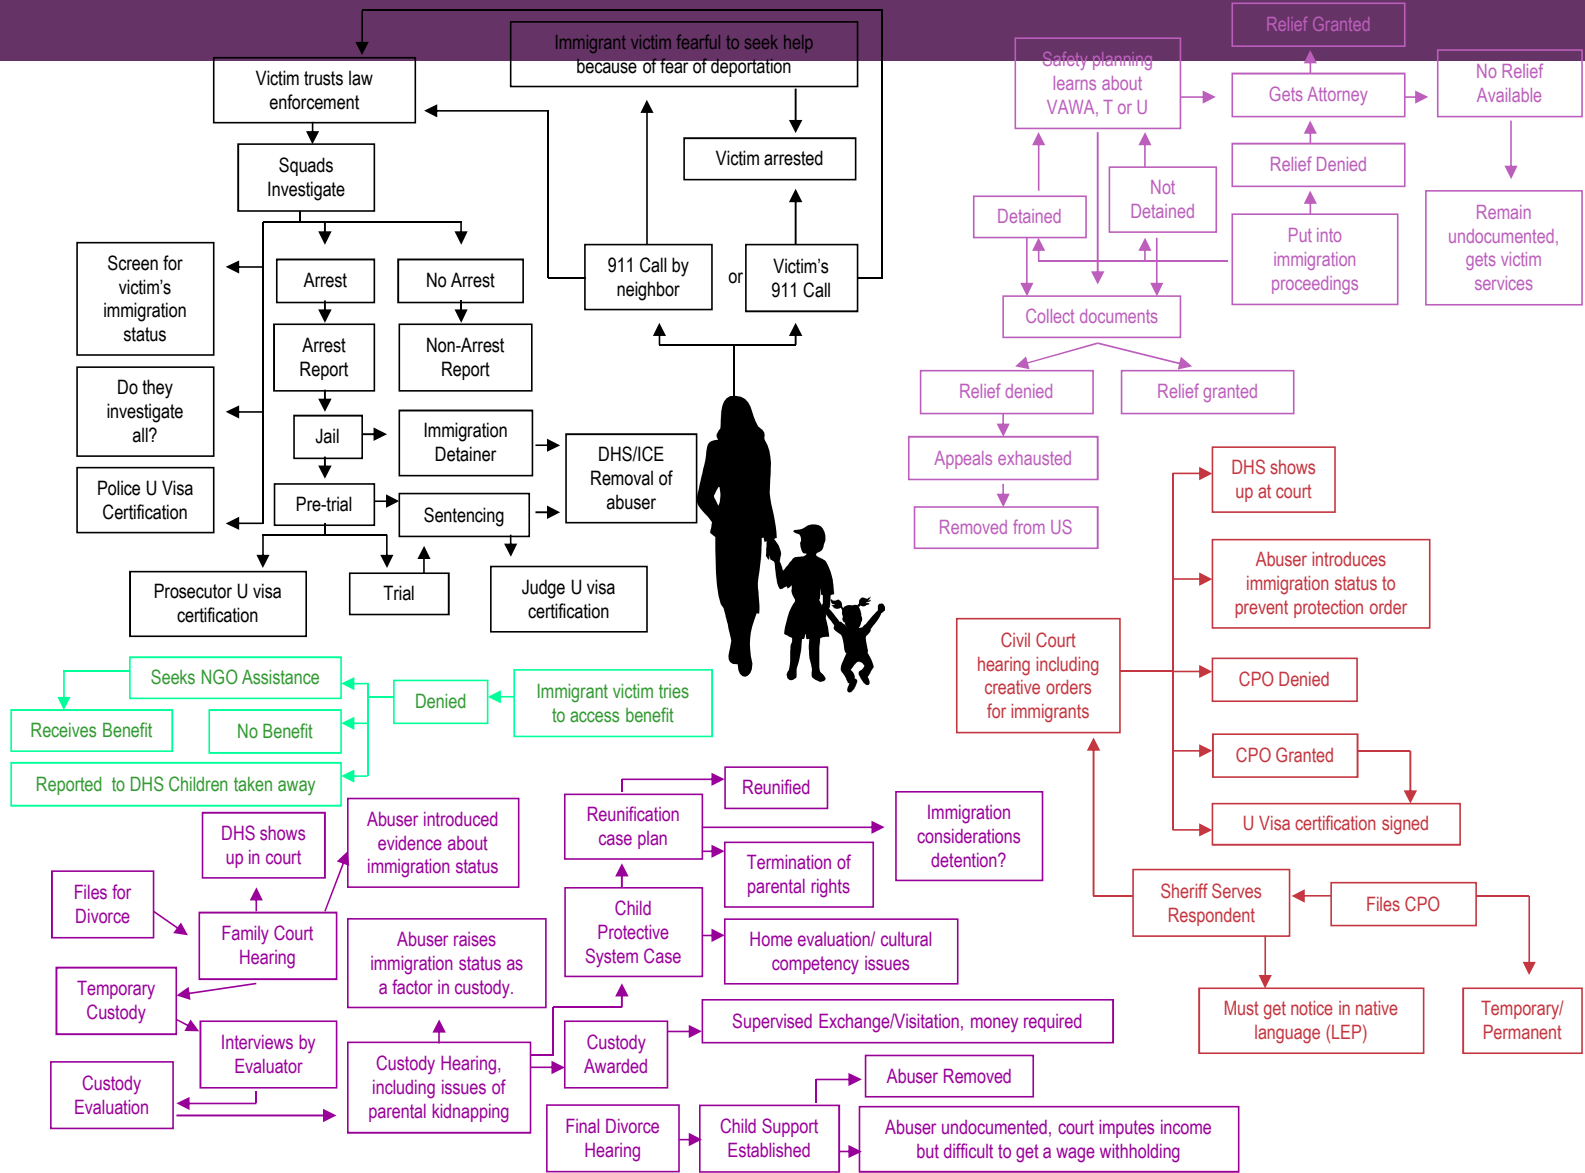 Immigrant victim fearful to seek help
because of fear of deportation
Victim trusts law
enforcement
Squads
Investigate
Victim arrested
Screen for
victim's
immigration
status
Arrest
No Arrest
911 Call by
neighbor
or
Victim's
911 Call
Arrest
Report
Non-Arrest
Report
Do they
investigate
all?
Jail
Immigration
Detainer
DHS/ICE
Removal of
abuser
Police U Visa
Certification
Pre-trial
Sentencing
Prosecutor U visa
certification
Trial
Judge U visa
certification
Relief Granted
Safety planning
learns about
VAWA, T or U
Gets Attorney
No Relief
Available
Relief Denied
Not
Detained
Detained
Put into
immigration
proceedings
Remain
undocumented,
gets victim
services
Collect documents
Relief denied
Relief granted
Appeals exhausted
Removed from US
DHS shows
up at court
Abuser introduces
immigration status to
prevent protection order
Civil Court
hearing including
creative orders
for immigrants
CPO Denied
CPO Granted
U Visa certification signed
Sheriff Serves
Respondent
Files CPO
Must get notice in native
language (LEP)
Temporary/
Permanent
Seeks NGO Assistance
Denied
Immigrant victim tries
to access benefit
Receives Benefit
No Benefit
Reported  to DHS Children taken away
DHS shows
up in court
Abuser introduced
evidence about
immigration status
Files for
Divorce
Family Court
Hearing
Temporary
Custody
Abuser raises
immigration status as
a factor in custody.
Interviews by
Evaluator
Custody
Evaluation
Custody Hearing,
including issues of
parental kidnapping
Reunification
case plan
Reunified
Immigration
considerations
detention?
Termination of
parental rights
Child
Protective
System Case
Home evaluation/ cultural
competency issues
Custody
Awarded
Supervised Exchange/Visitation, money required
Final Divorce
Hearing
Child Support
Established
Abuser Removed
Abuser undocumented, court imputes income
but difficult to get a wage withholding